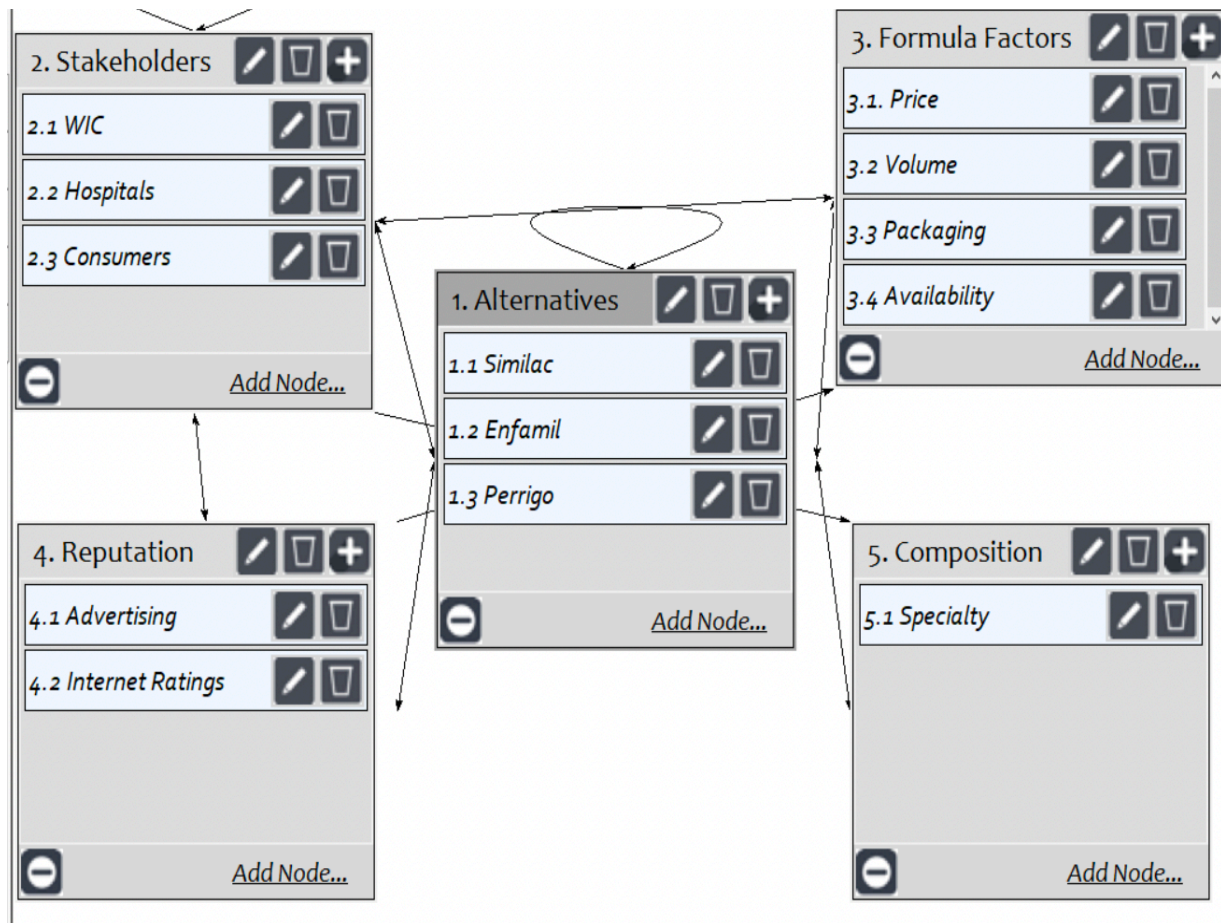 2. Stakeholders
2.1 WIC
2.2 Hospitals
2.3 Consumers
Add Node...
3. Formula Factors
3.1. Price
3.2 Volume
3.3 Packaging
3.4 Availability
Add Node...
1. Alternatives
1.1 Similac
1.2 Enfamil
1.3 Perrigo
Add Node...
4. Reputation
4.1 Advertising
4.2 Internet Ratings
Add Node...
5. Composition
5.1 Specialty
Add Node...